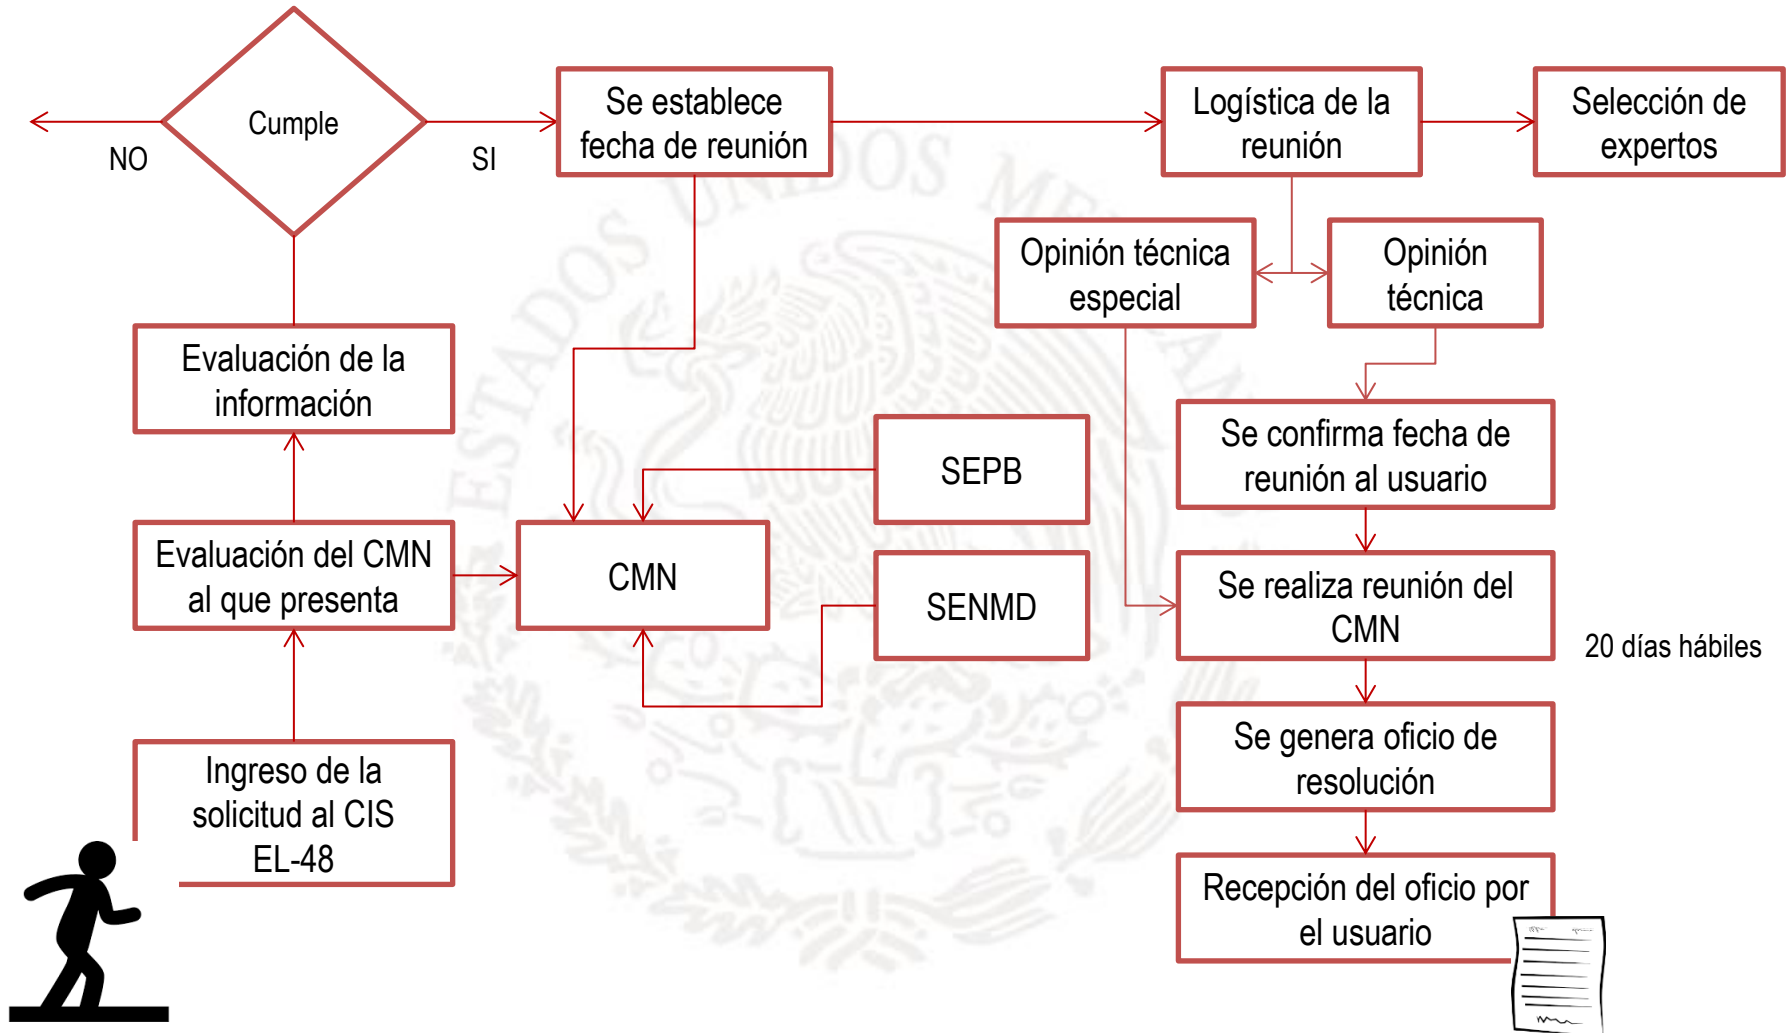 Cumple
NO
SI
Se establece
fecha de reunión
Logística de la
reunión
Selección de
expertos
Opinión técnica
especial
Opinión
técnica
Evaluación de la
información
Se confirma fecha de
reunión al usuario
SEPB
Evaluación del CMN
al que presenta
CMN
SENMD
Se realiza reunión del
CMN
20 días hábiles
Ingreso de la
solicitud al CIS
EL-48
Se genera oficio de
resolución
Recepción del oficio por
el usuario
ESTADOS UNIDOS MEXICANOS